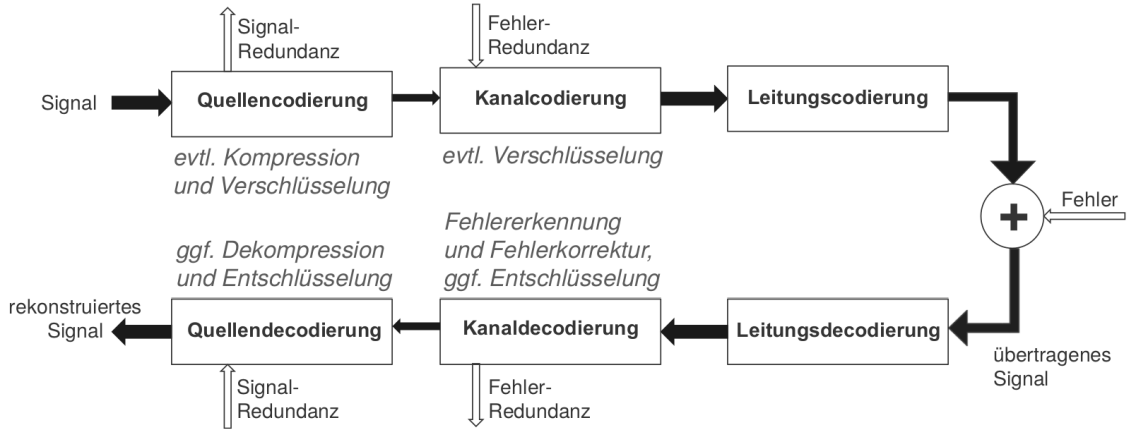 Signal-
Redundanz
Fehler-
Redundanz
Signal
Quellencodierung
Kanalcodierung
Leitungscodierung
evtl. Kompression
und Verschlüsselung
evtl. Verschlüsselung
Fehler
+
ggf. Dekompression
und Entschlüsselung
Fehlererkennung
und Fehlerkorrektur,
ggf. Entschlüsselung
rekonstruiertes
Signal
Quellendecodierung
Kanaldecodierung
Leitungsdecodierung
übertragenes
Signal
Signal-
Redundanz
Fehler-
Redundanz